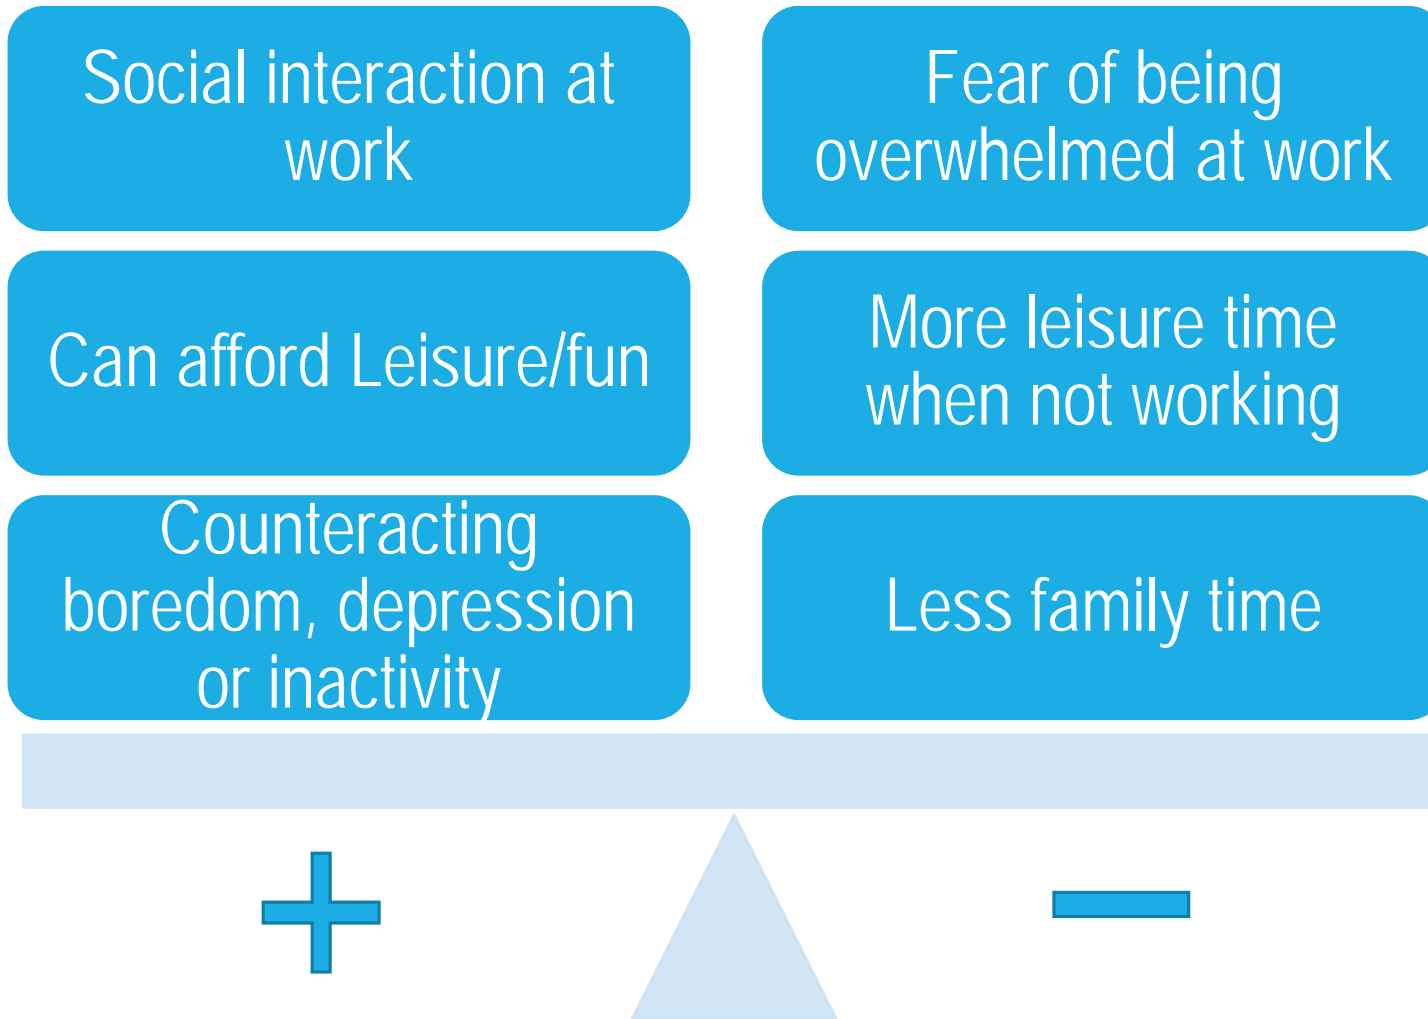 Social interaction at
work
Fear of being
overwhelmed at work
Can afford Leisure/fun
More leisure time
when not working
Counteracting
boredom, depression
or inactivity
Less family time